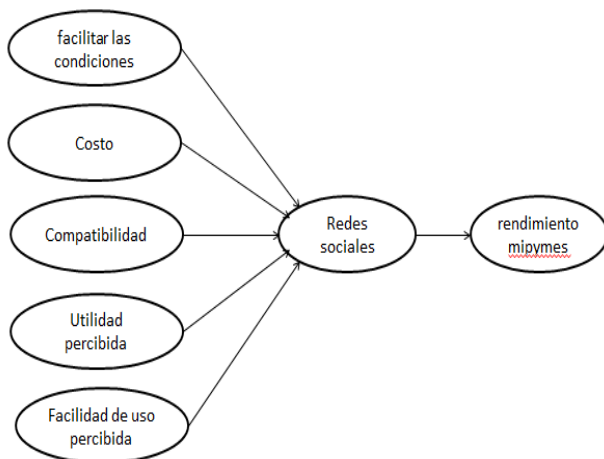 facilitar las
condiciones
Costo
Compatibilidad
Utilidad
percibida
Facilidad de uso
percibida
Redes
sociales
rendimiento
mipymes